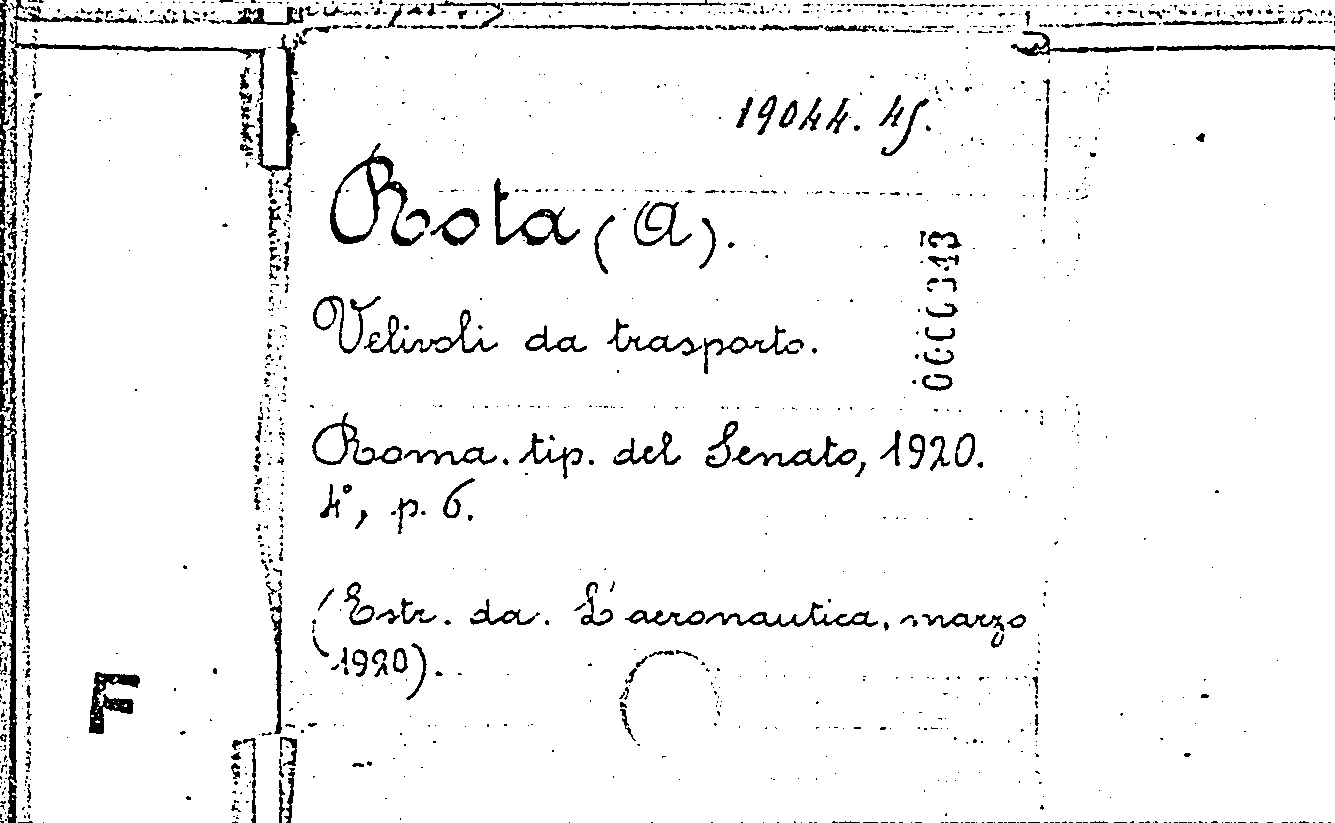 19044. 45.
Rota (A).
Velivoli da trasporto.
Roma. tip. del Senato, 1920.
4°, p. 6.
(Estr. da. L'aeronautica, marzo
1920).
0000343
F